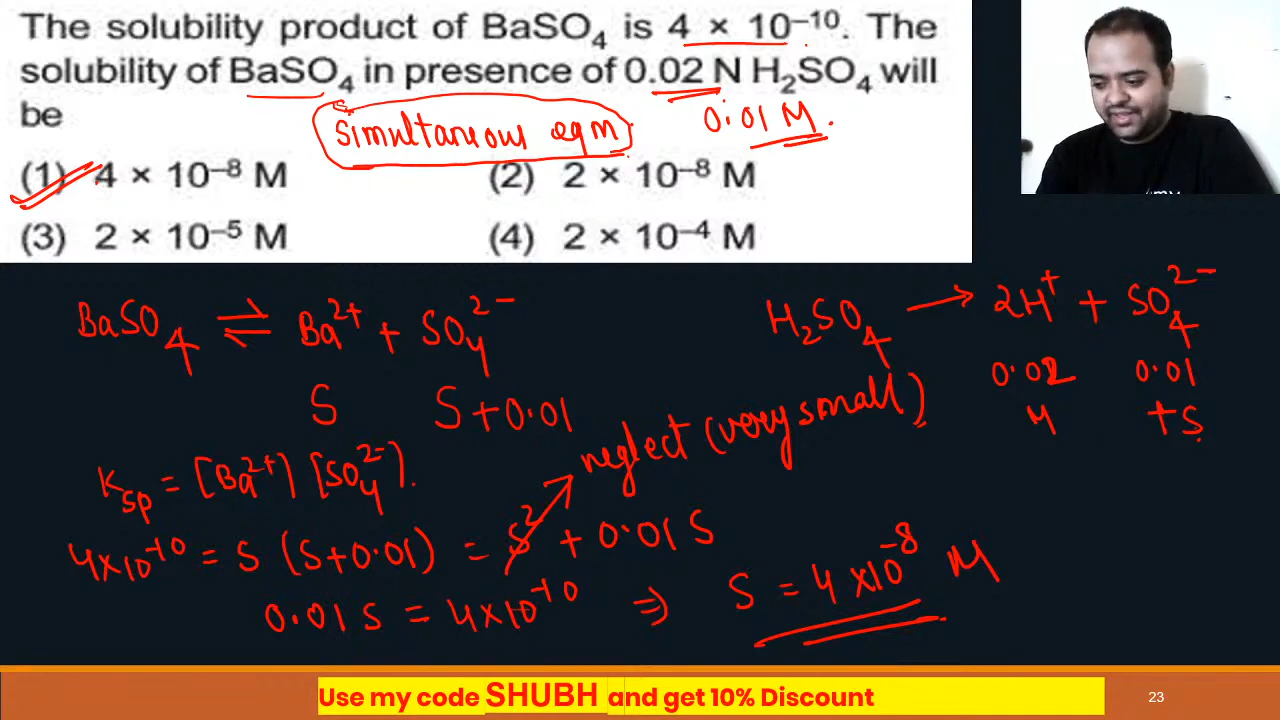 The solubility product of BaSO₄ is 4 × 10⁻¹⁰. The
solubility of BaSO₄ in presence of 0.02 N H₂SO₄ will
be
Simultaneous eqm
0.01 M.
(1) 4 × 10⁻⁸ M
(2) 2 × 10⁻⁸ M
(3) 2 × 10⁻⁵ M
(4) 2 × 10⁻⁴ M
BaSO₄ ⇌ Ba²⁺ + SO₄²⁻
S S+0.01
H₂SO₄ → 2H⁺ + SO₄²⁻
0.02 0.01
M +S
neglect (very small)
Ksp = [Ba²⁺] [SO₄²⁻].
4×10⁻¹⁰ = S (S+0.01) = S² + 0.01 S
0.01 S = 4×10⁻¹⁰ ⇒ S = 4×10⁻⁸ M
Use my code SHUBH and get 10% Discount
23